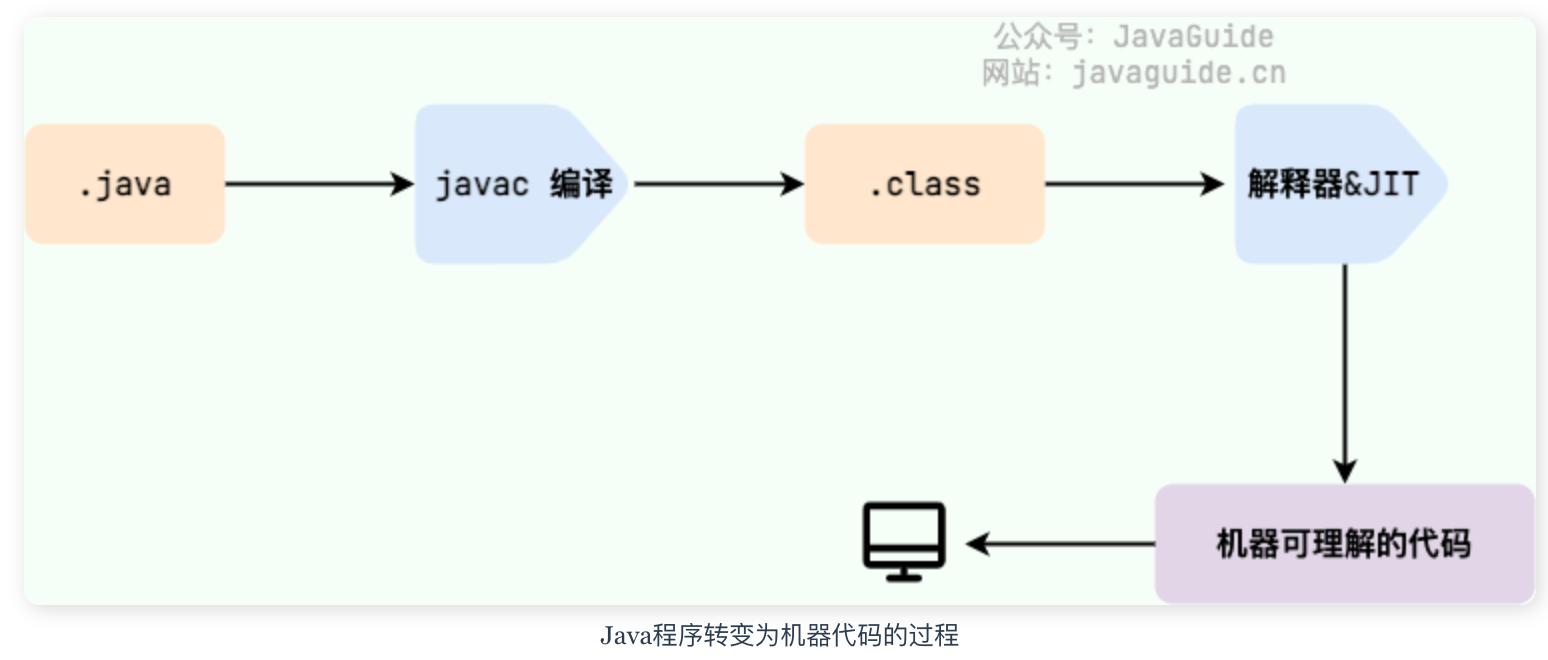 公众号：JavaGuide
网站：javaguide.cn
.java
javac 编译
.class
解释器&JIT
机器可理解的代码
Java程序转变为机器代码的过程